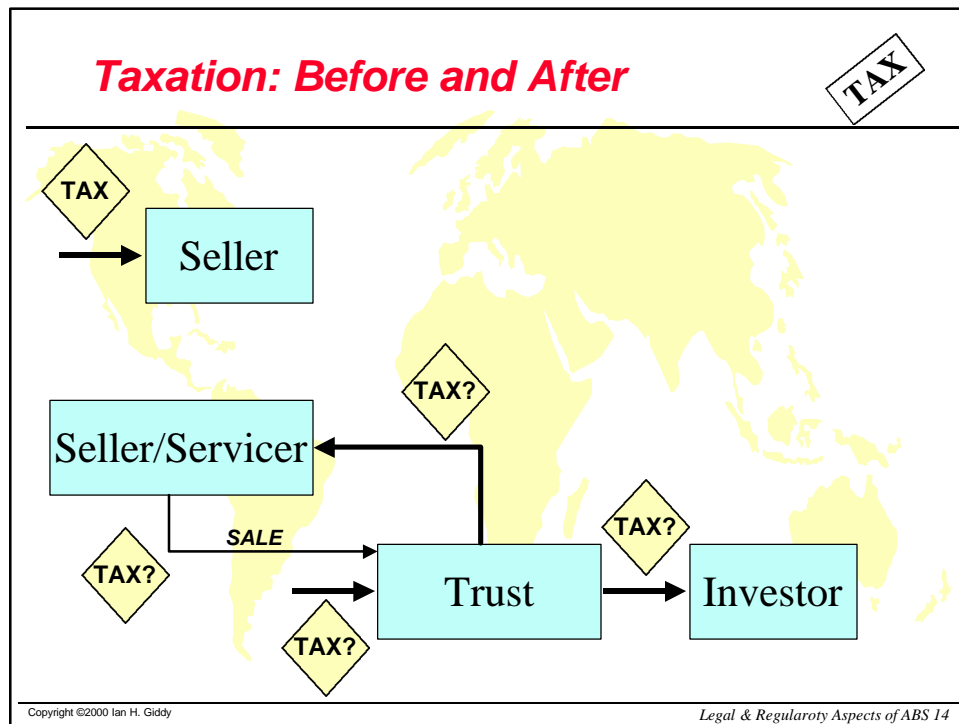 Taxation: Before and After
TAX
TAX
Seller
TAX?
Seller/Servicer
SALE
TAX?
TAX?
Trust
Investor
TAX?
Copyright ©2000 Ian H. Giddy
Legal & Regularoty Aspects of ABS 14